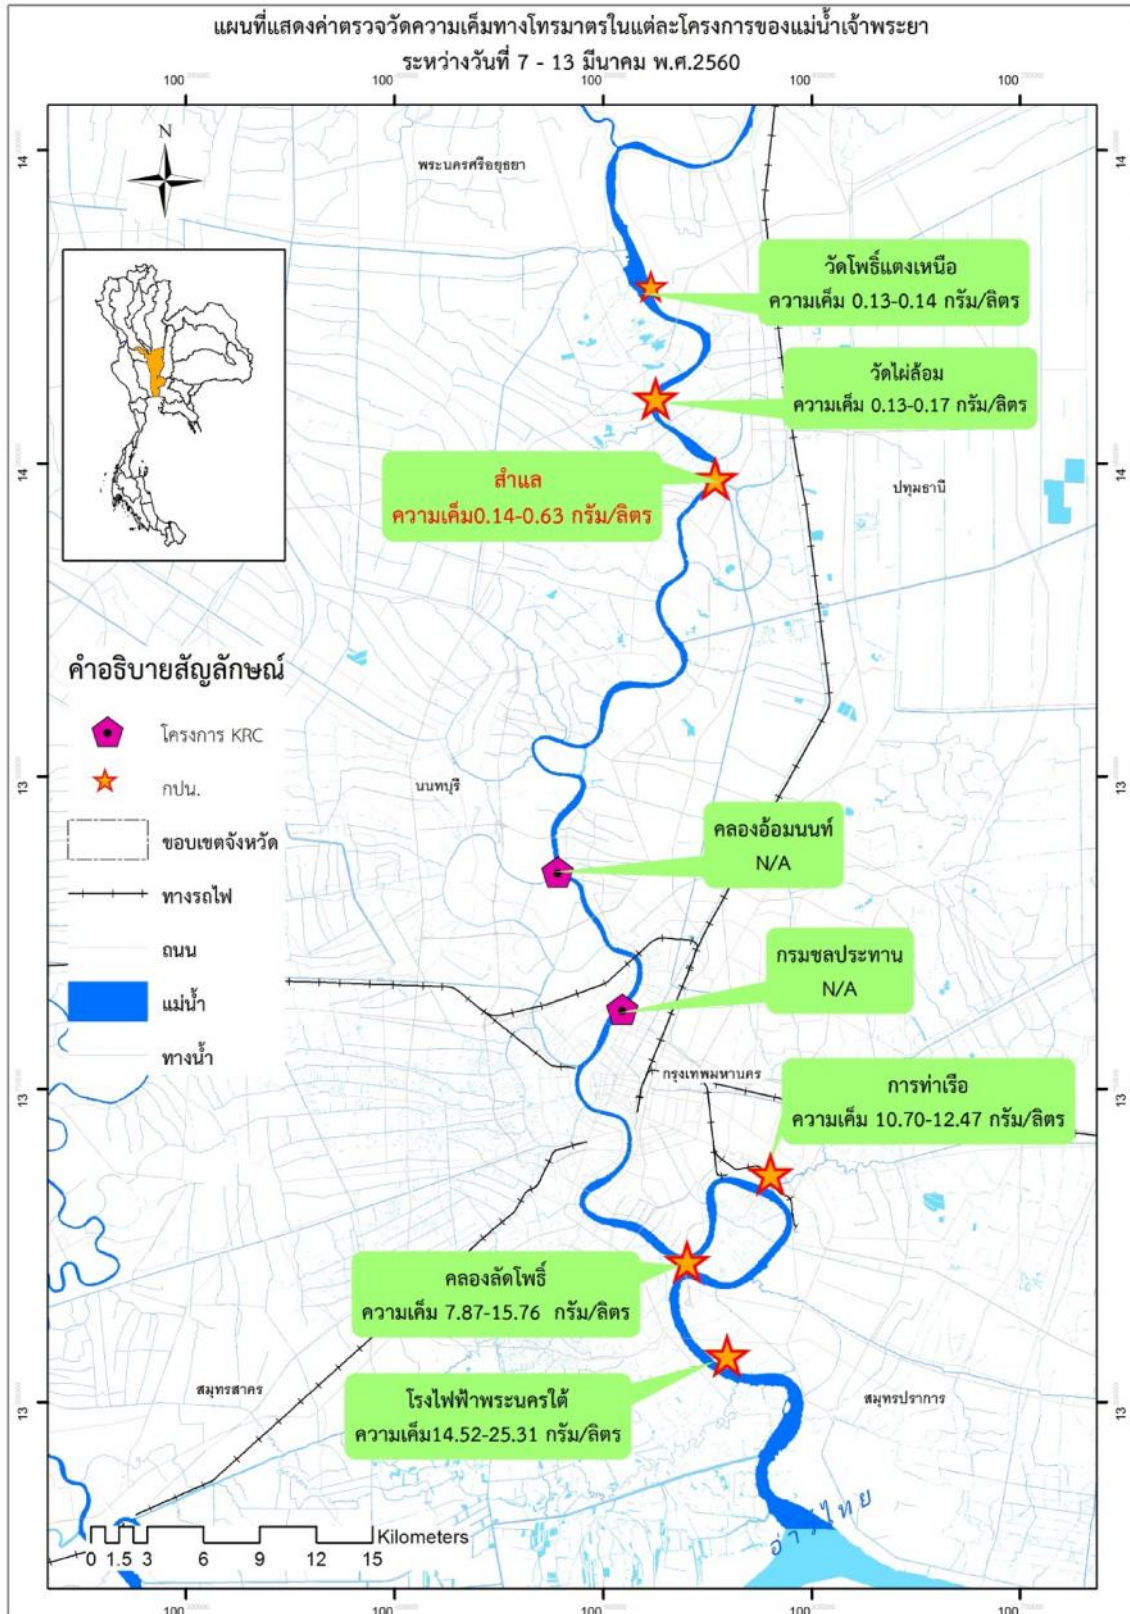 แผนที่แสดงค่าตรวจวัดความเค็มทางโทรมาตรในแต่ละโครงการของแม่น้ำเจ้าพระยา
ระหว่างวันที่ 7 - 13 มีนาคม พ.ศ.2560
100
100
100
100
100
N
พระนครศรีอยุธยา
14
14
วัดโพธิ์แตงเหนือ
ความเค็ม 0.13-0.14 กรัม/ลิตร
วัดไผ่ล้อม
ความเค็ม 0.13-0.17 กรัม/ลิตร
สำแล
ความเค็ม0.14-0.63 กรัม/ลิตร
ปทุมธานี
14
14
คำอธิบายสัญลักษณ์
โครงการ KRC
กปน.
ขอบเขตจังหวัด
ทางรถไฟ
ถนน
แม่น้ำ
ทางน้ำ
13
13
นนทบุรี
คลองอ้อมนนท์
N/A
กรมชลประทาน
N/A
กรุงเทพมหานคร
13
13
การท่าเรือ
ความเค็ม 10.70-12.47 กรัม/ลิตร
คลองลัดโพธิ์
ความเค็ม 7.87-15.76 กรัม/ลิตร
สมุทรสาคร
โรงไฟฟ้าพระนครใต้
ความเค็ม14.52-25.31 กรัม/ลิตร
สมุทรปราการ
13
13
อ่าวไทย
Kilometers
0 1.5 3 6 9 12 15
100
100
100
100
100